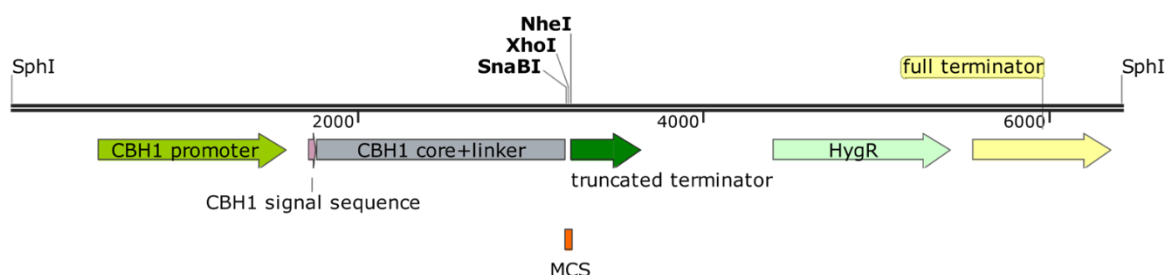 NheI
XhoI
SphI
SnaBI
full terminator
SphI
2000
4000
6000
CBH1 promoter
CBH1 core+linker
HygR
truncated terminator
CBH1 signal sequence
MCS